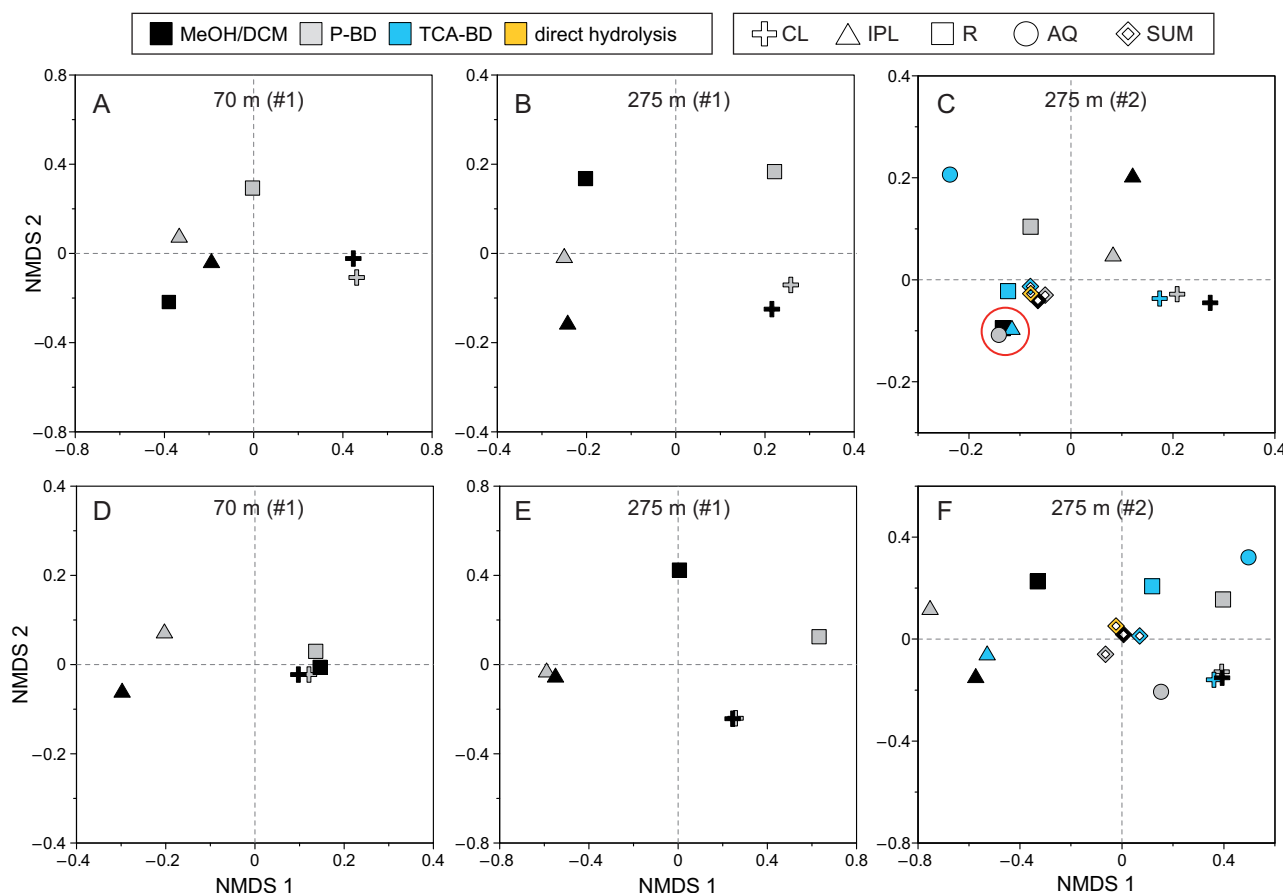 MeOH/DCM P-BD TCA-BD direct hydrolysis CL IPL R AQ SUM
A 70 m (#1)
0.8
0.4
0
−0.4
−0.8
−0.8 −0.4 0 0.4 0.8
NMDS 2
B 275 m (#1)
0.4
0.2
0
−0.2
−0.4
−0.4 −0.2 0 0.2 0.4
C 275 m (#2)
0.4
0.2
0
−0.2
−0.2 0 0.2 0.4
D 70 m (#1)
0.4
0.2
0
−0.2
−0.4
−0.4 −0.2 0 0.2 0.4
NMDS 2
NMDS 1
E 275 m (#1)
0.8
0.4
0
−0.4
−0.8
−0.8 −0.4 0 0.4 0.8
NMDS 1
F 275 m (#2)
0.4
0
−0.4
−0.8
−0.4 0 0.4
NMDS 1